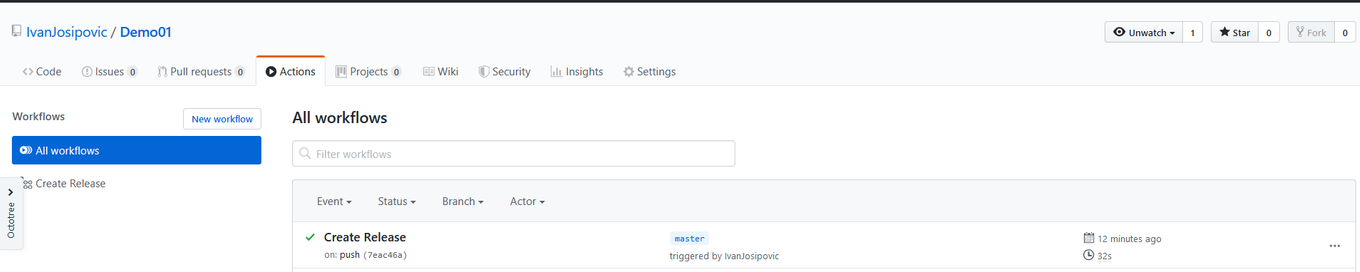 IvanJosipovic / Demo01
Unwatch 1 Star 0 Fork 0
Code Issues 0 Pull requests 0 Actions Projects 0 Wiki Security Insights Settings
Workflows
New workflow
All workflows
Create Release
Octotree
All workflows
Filter workflows
Event Status Branch Actor
Create Release
on: push (7eac46a)
master
triggered by IvanJosipovic
12 minutes ago
32s